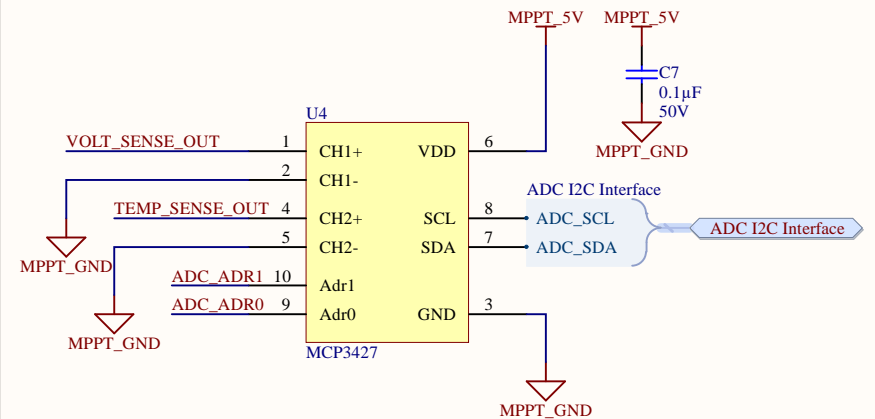 MPPT_5V MPPT_5V
C7
0.1µF
50V
MPPT_GND
U4
VOLT_SENSE_OUT 1 CH1+ VDD 6
2 CH1-
ADC I2C Interface
TEMP_SENSE_OUT 4 CH2+ SCL 8 ADC_SCL
ADC I2C Interface
5 CH2- SDA 7 ADC_SDA
MPPT_GND
ADC_ADR1 10 Adr1
ADC_ADR0 9 Adr0 GND 3
MPPT_GND
MCP3427
MPPT_GND